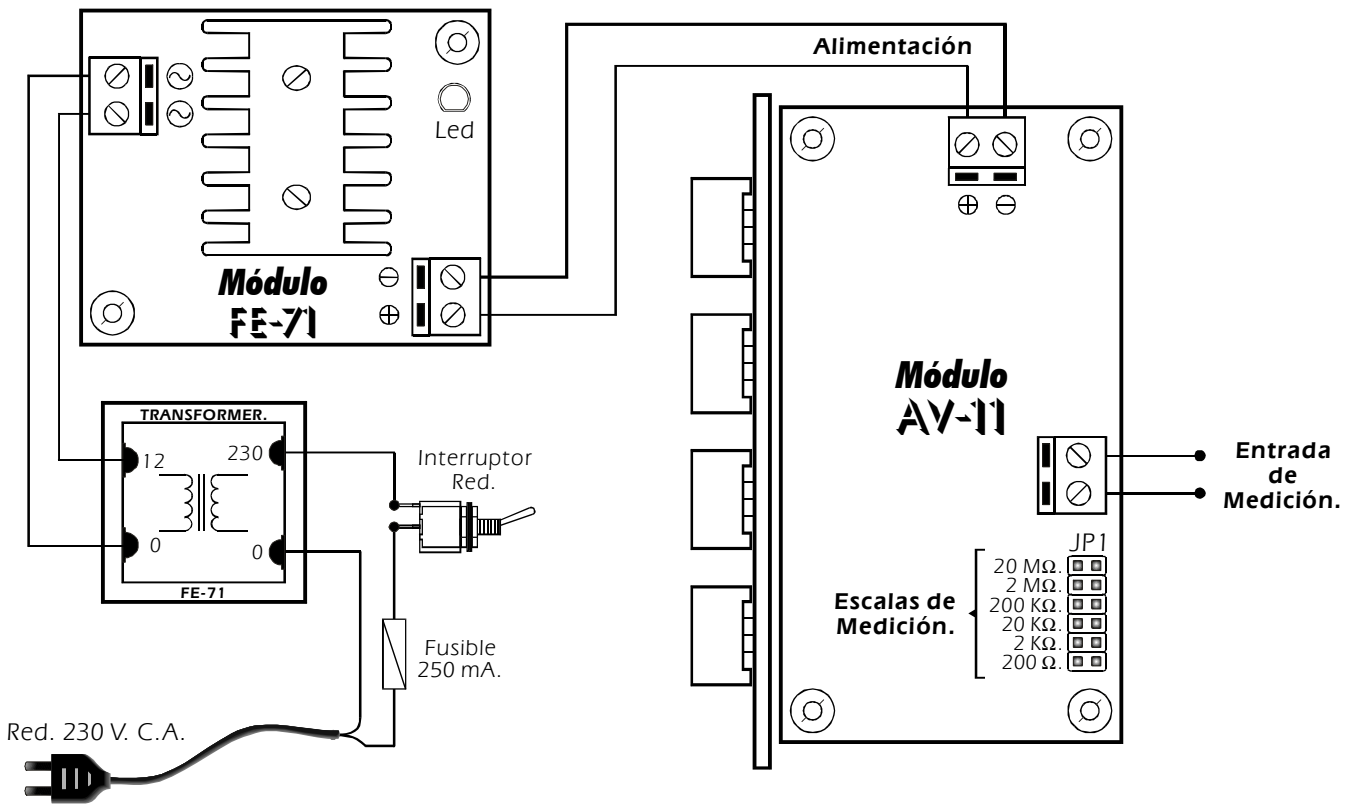 Alimentación
Led
Módulo
FE-71
TRANSFORMER.
12
230
0
0
FE-71
Interruptor
Red.
Fusible
250 mA.
Red. 230 V. C.A.
Módulo
AV-11
Entrada
de
Medición.
JP1
Escalas de
Medición.
20 MΩ.
2 MΩ.
200 KΩ.
20 KΩ.
2 KΩ.
200 Ω.